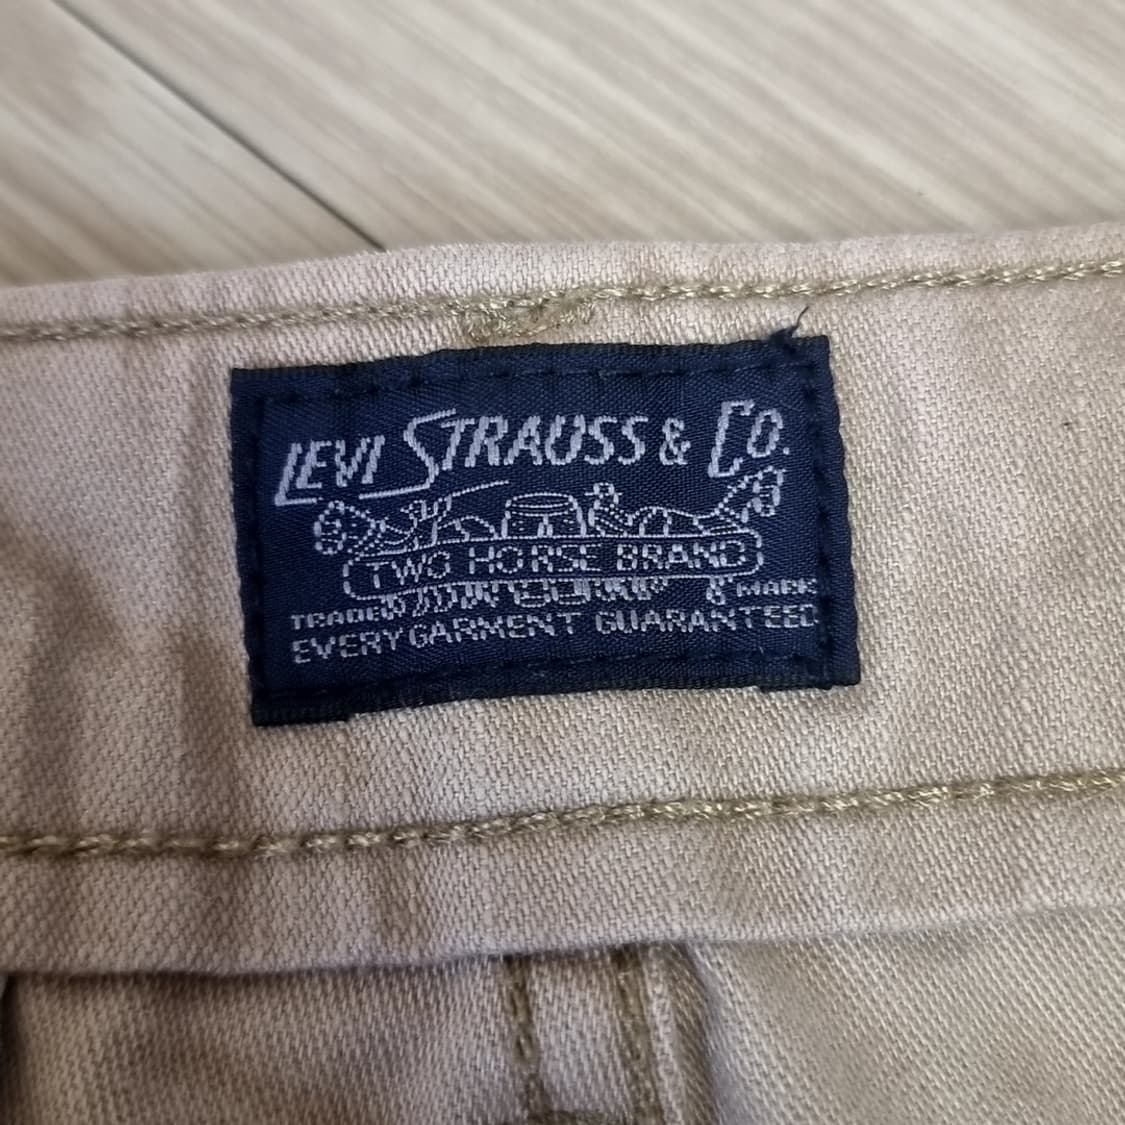 LEVI STRAUSS & CO.
TWO HORSE BRAND
TRADE MARK
EVERY GARMENT GUARANTEED